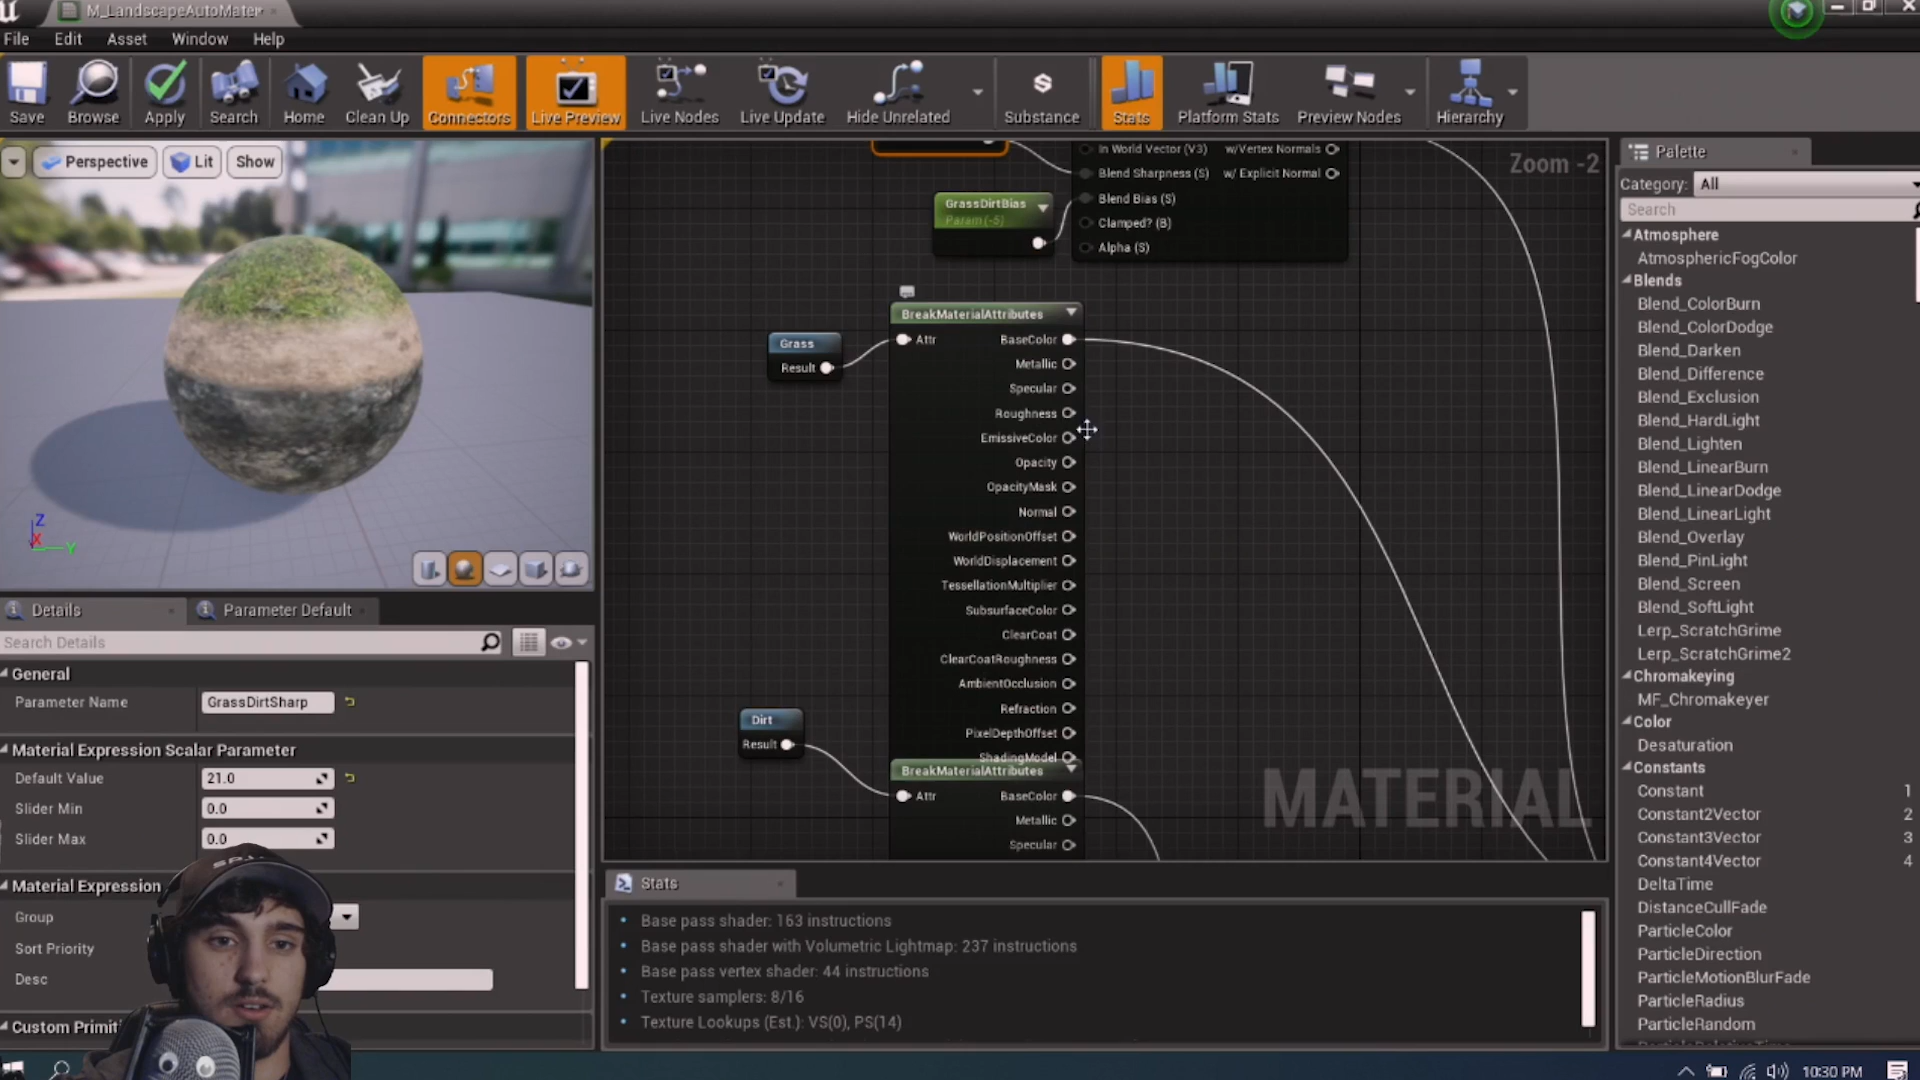 M_LandscapeAutoMater*
File Edit Asset Window Help
Save Browse Apply Search Home Clean Up Connectors Live Preview Live Nodes Live Update Hide Unrelated Substance Stats Platform Stats Preview Nodes Hierarchy
Perspective Lit Show
Z
X Y
Details Parameter Default
Search Details
General
Parameter Name GrassDirtSharp
Material Expression Scalar Parameter
Default Value 21.0
Slider Min 0.0
Slider Max 0.0
Material Expression
Group
Sort Priority
Desc
Custom Primiti
Zoom -2
In World Vector (V3) w/Vertex Normals
Blend Sharpness (S) w/ Explicit Normal
Blend Bias (S)
Clamped? (B)
Alpha (S)
GrassDirtBias
Param (-5)
BreakMaterialAttributes
Grass
Result
Attr BaseColor
Metallic
Specular
Roughness
EmissiveColor
Opacity
OpacityMask
Normal
WorldPositionOffset
WorldDisplacement
TessellationMultiplier
SubsurfaceColor
ClearCoat
ClearCoatRoughness
AmbientOcclusion
Refraction
PixelDepthOffset
ShadingModel
Dirt
Result
BreakMaterialAttributes
Attr BaseColor
Metallic
Specular
MATERIAL
Stats
Base pass shader: 163 instructions
Base pass shader with Volumetric Lightmap: 237 instructions
Base pass vertex shader: 44 instructions
Texture samplers: 8/16
Texture Lookups (Est.): VS(0), PS(14)
Palette
Category: All
Search
Atmosphere
AtmosphericFogColor
Blends
Blend_ColorBurn
Blend_ColorDodge
Blend_Darken
Blend_Difference
Blend_Exclusion
Blend_HardLight
Blend_Lighten
Blend_LinearBurn
Blend_LinearDodge
Blend_LinearLight
Blend_Overlay
Blend_PinLight
Blend_Screen
Blend_SoftLight
Lerp_ScratchGrime
Lerp_ScratchGrime2
Chromakeying
MF_Chromakeyer
Color
Desaturation
Constants
Constant 1
Constant2Vector 2
Constant3Vector 3
Constant4Vector 4
DeltaTime
DistanceCullFade
ParticleColor
ParticleDirection
ParticleMotionBlurFade
ParticleRadius
ParticleRandom
10:30 PM